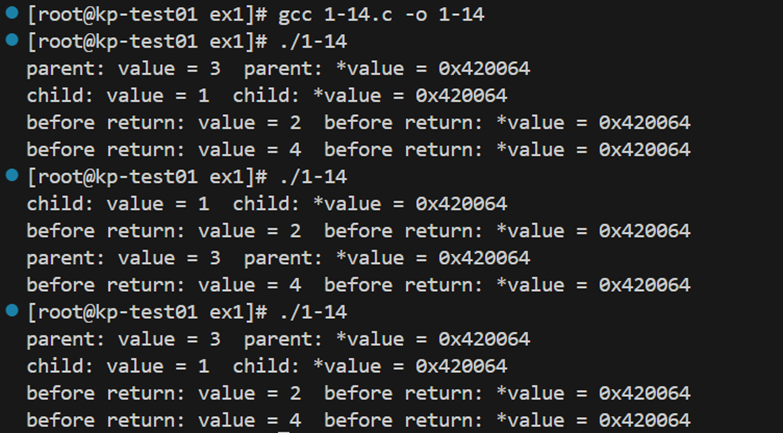 [root@kp-test01 ex1]# gcc 1-14.c -o 1-14
[root@kp-test01 ex1]# ./1-14
parent: value = 3  parent: *value = 0x420064
child: value = 1  child: *value = 0x420064
before return: value = 2  before return: *value = 0x420064
before return: value = 4  before return: *value = 0x420064
[root@kp-test01 ex1]# ./1-14
child: value = 1  child: *value = 0x420064
before return: value = 2  before return: *value = 0x420064
parent: value = 3  parent: *value = 0x420064
before return: value = 4  before return: *value = 0x420064
[root@kp-test01 ex1]# ./1-14
parent: value = 3  parent: *value = 0x420064
child: value = 1  child: *value = 0x420064
before return: value = 2  before return: *value = 0x420064
before return: value = 4  before return: *value = 0x420064